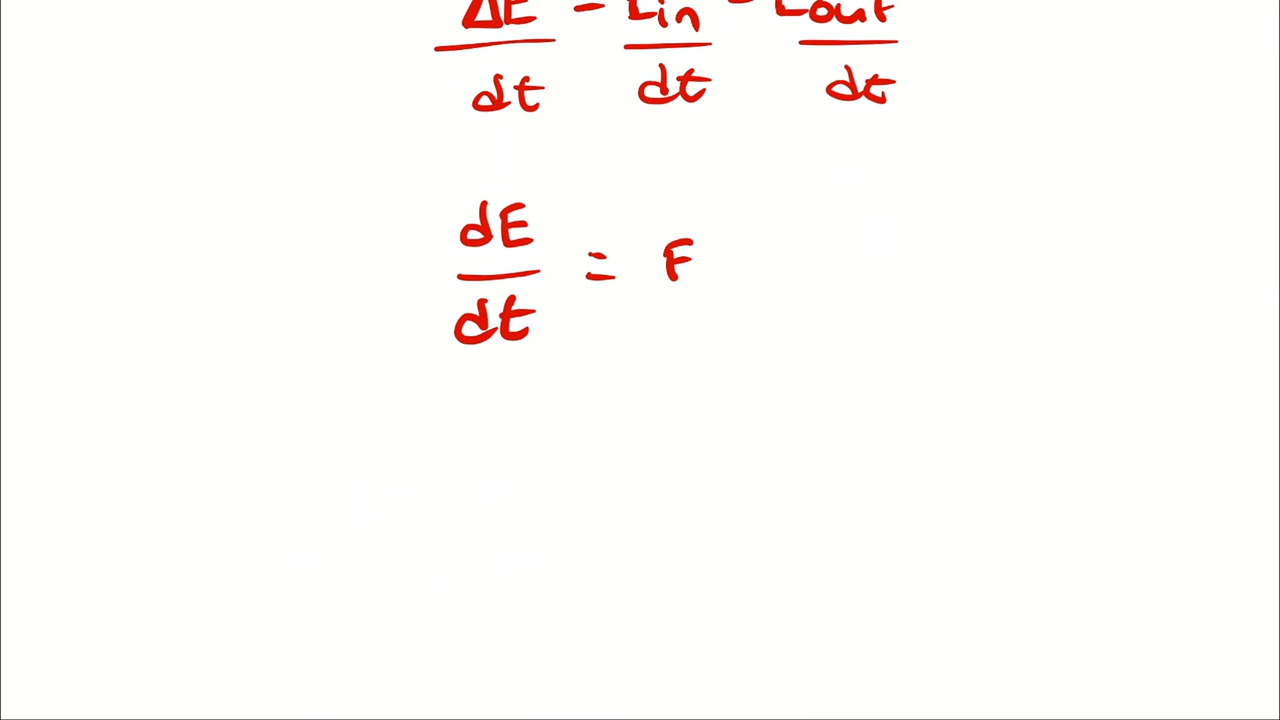 ΔE = Ein - Eout
dt dt dt
dE
= F
dt